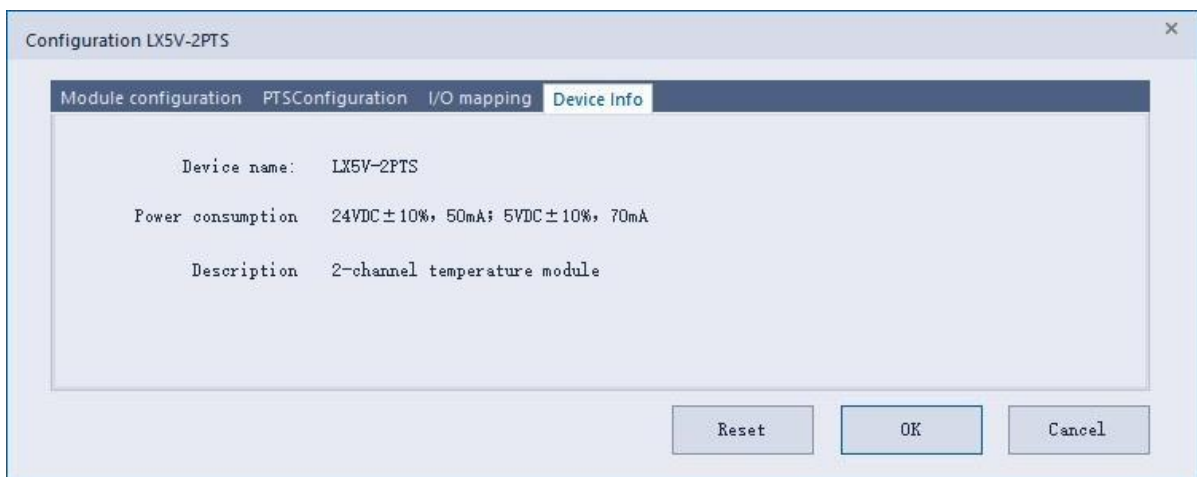 Configuration LX5V-2PTS
Module configuration PTSConfiguration I/O mapping Device Info
Device name: LX5V-2PTS
Power consumption 24VDC±10%, 50mA; 5VDC±10%, 70mA
Description 2-channel temperature module
Reset OK Cancel